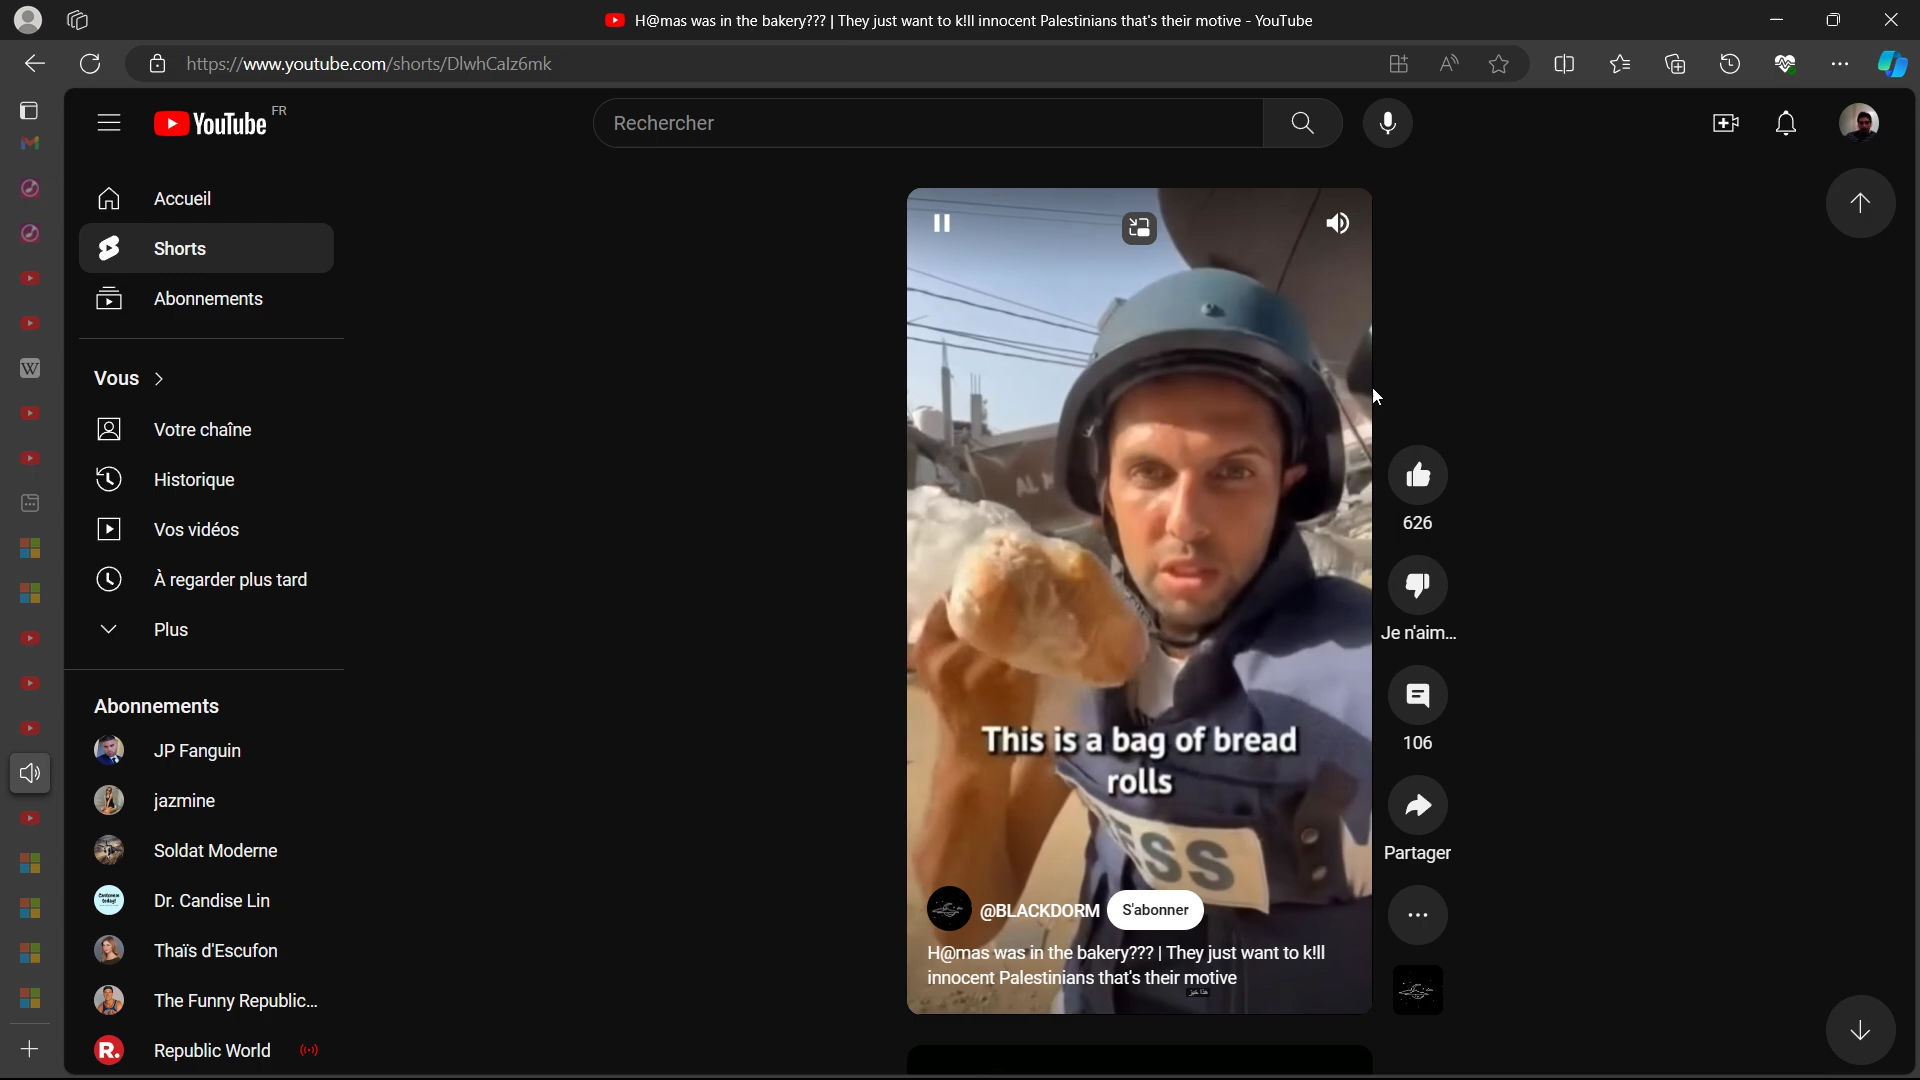 H@mas was in the bakery??? | They just want to k!ll innocent Palestinians that's their motive - YouTube
https://www.youtube.com/shorts/DlwhCalz6mk
YouTube FR
Rechercher
Accueil
Shorts
Abonnements
Vous
Votre chaîne
Historique
Vos vidéos
À regarder plus tard
Plus
Abonnements
JP Fanguin
jazmine
Soldat Moderne
Dr. Candise Lin
Thaïs d'Escufon
The Funny Republic...
R. Republic World
This is a bag of bread
rolls
ESS
@BLACKDORM S'abonner
H@mas was in the bakery??? | They just want to k!ll
innocent Palestinians that's their motive
626
Je n'aim...
106
Partager